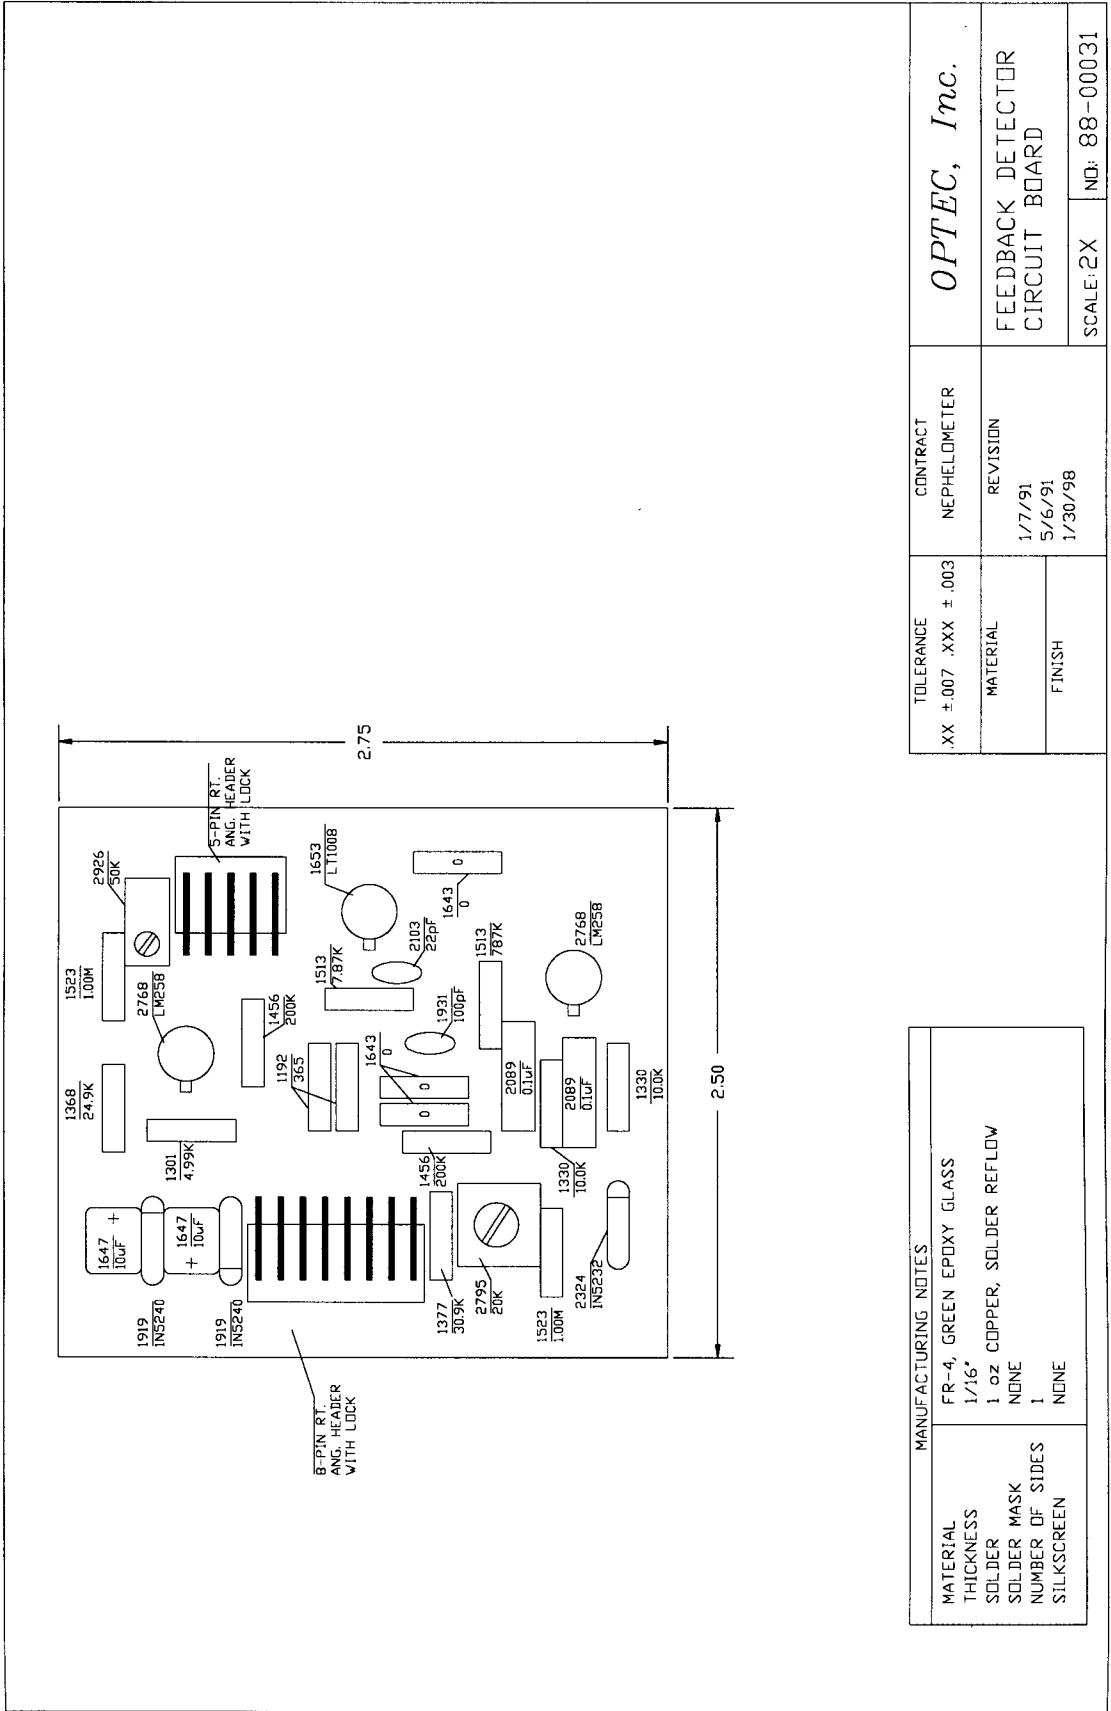 8-PIN RT.
ANG. HEADER
WITH LOCK
1919
1N5240
1919
1N5240
1647
10uF
+
1647
10uF
+
1301
4.99K
1368
24.9K
2768
LM258
1523
1.00M
2926
50K
5-PIN RT.
ANG. HEADER
WITH LOCK
1456
200K
1192
365
1513
7.87K
1653
LT1008
2103
22pF
1931
100pF
1643
0
0
0
1643
0
0
1456
200K
1377
30.9K
2795
20K
1523
1.00M
2324
1N5232
1330
10.0K
2089
0.1uF
2089
0.1uF
1330
10.0K
1513
787K
2768
LM258
2.75
2.50
MANUFACTURING NOTES
MATERIAL FR-4, GREEN EPOXY GLASS
THICKNESS 1/16"
SOLDER 1 oz COPPER, SOLDER REFLOW
SOLDER MASK NONE
NUMBER OF SIDES 1
SILKSCREEN NONE
TOLERANCE
.XX ±.007 .XXX ±.003
MATERIAL
FINISH
CONTRACT
NEPHELOMETER
REVISION
1/7/91
5/6/91
1/30/98
OPTEC, Inc.
FEEDBACK DETECTOR
CIRCUIT BOARD
SCALE: 2X NO: 88-00031